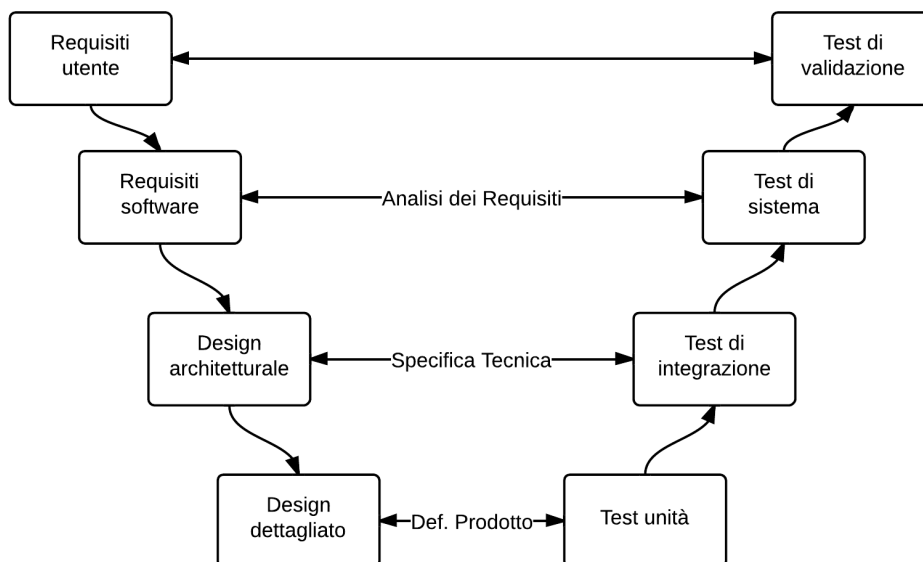 Requisiti
utente
Test di
validazione
Requisiti
software
Analisi dei Requisiti
Test di
sistema
Design
architetturale
Specifica Tecnica
Test di
integrazione
Design
dettagliato
Def. Prodotto
Test unità